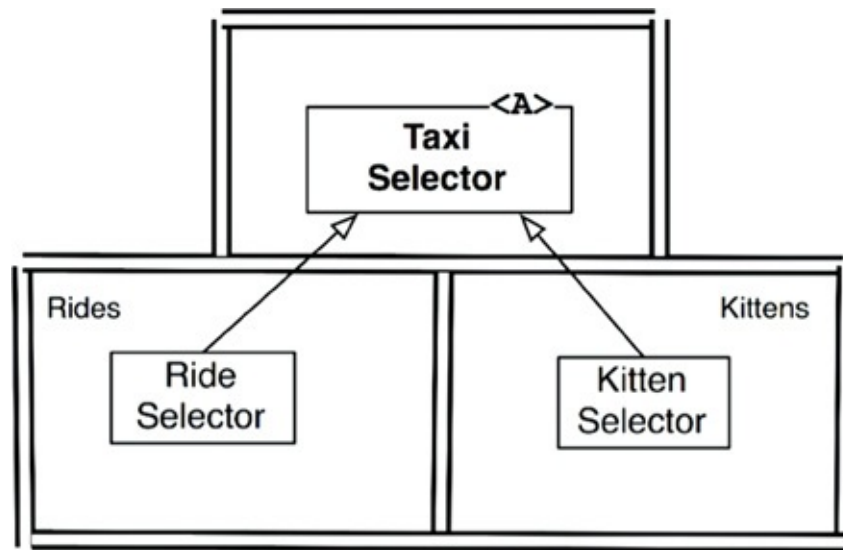 <A>
Taxi
Selector
Rides
Kittens
Ride
Selector
Kitten
Selector